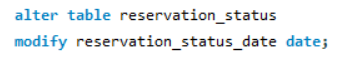 alter table reservation_status
modify reservation_status_date date;